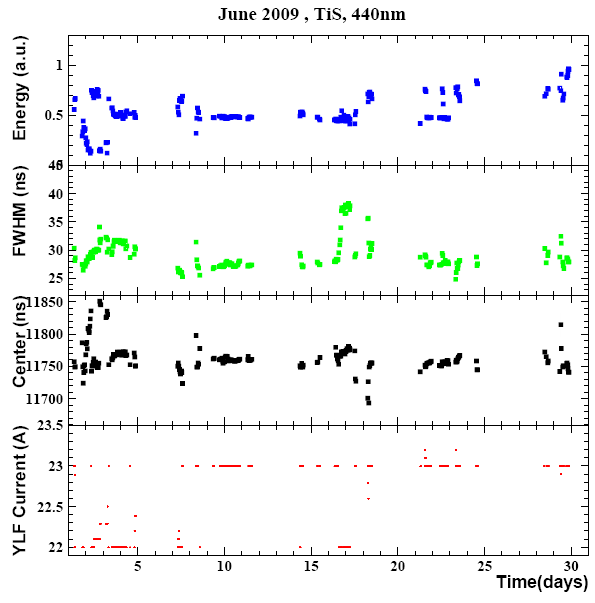 June 2009 , TiS, 440nm
Energy (a.u.)
1
0.5
FWHM (ns)
45
40
35
30
25
Center (ns)
11850
11800
11750
11700
YLF Current (A)
23.5
23
22.5
22
5 10 15 20 25 30
Time(days)